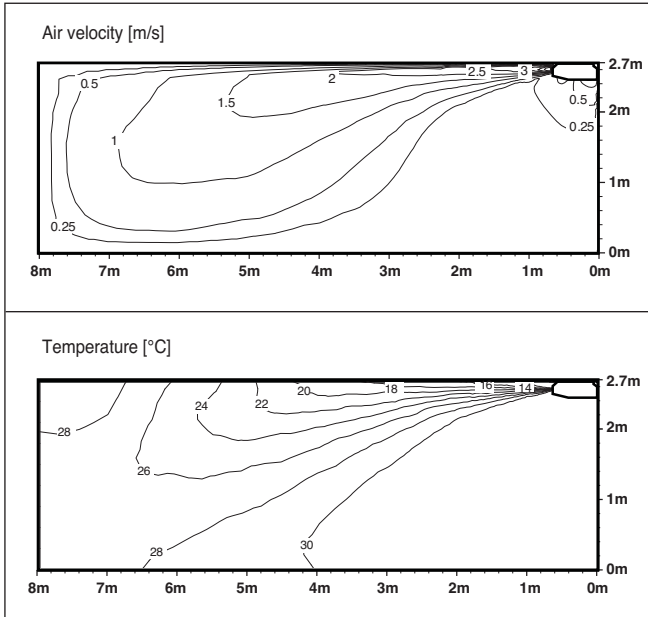 Air velocity [m/s]
0.5 2 2.5 3 2.7m
1.5 0.5 2m
1 0.25
1m
0.25 0m
8m 7m 6m 5m 4m 3m 2m 1m 0m
Temperature [°C]
20 18 16 14 2.7m
28 24 22 2m
26
1m
28 30 0m
8m 7m 6m 5m 4m 3m 2m 1m 0m